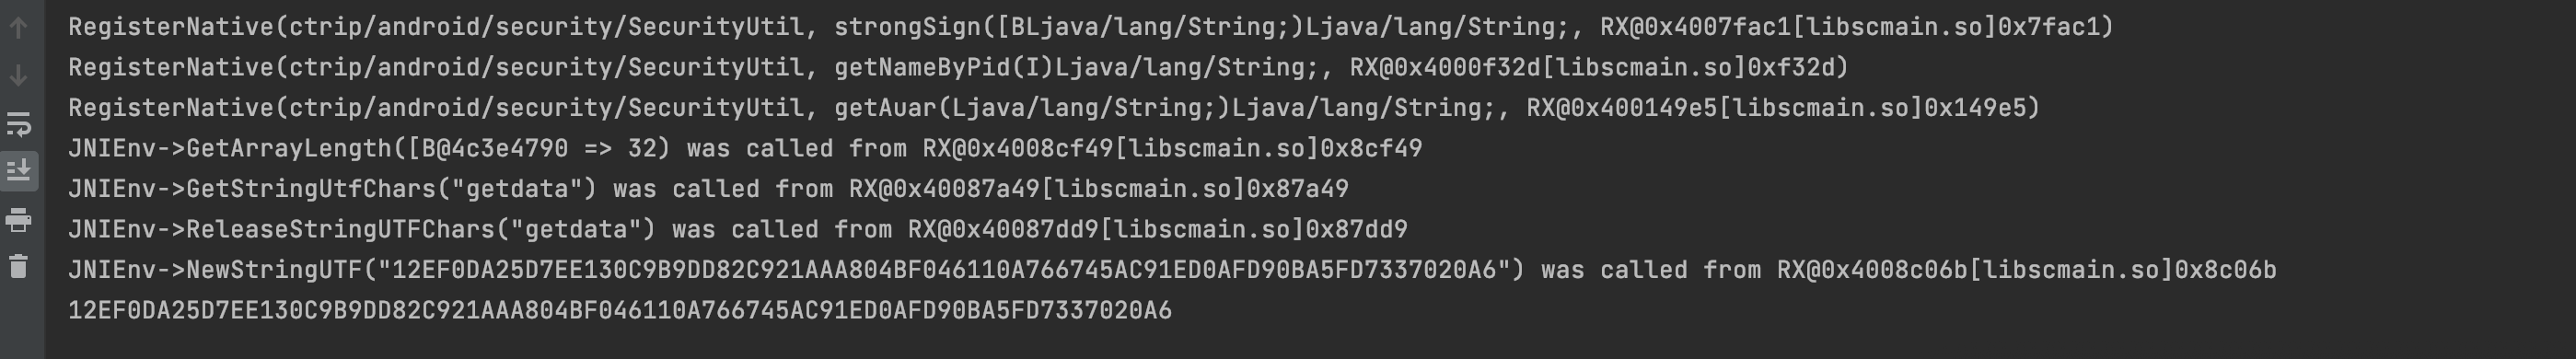 RegisterNative(ctrip/android/security/SecurityUtil, strongSign([BLjava/lang/String;)Ljava/lang/String;, RX@0x4007fac1[libscmain.so]0x7fac1)
RegisterNative(ctrip/android/security/SecurityUtil, getNameByPid(I)Ljava/lang/String;, RX@0x4000f32d[libscmain.so]0xf32d)
RegisterNative(ctrip/android/security/SecurityUtil, getAuar(Ljava/lang/String;)Ljava/lang/String;, RX@0x400149e5[libscmain.so]0x149e5)
JNIEnv->GetArrayLength([B@4c3e4790 => 32) was called from RX@0x4008cf49[libscmain.so]0x8cf49
JNIEnv->GetStringUtfChars("getdata") was called from RX@0x40087a49[libscmain.so]0x87a49
JNIEnv->ReleaseStringUTFChars("getdata") was called from RX@0x40087dd9[libscmain.so]0x87dd9
JNIEnv->NewStringUTF("12EF0DA25D7EE130C9B9DD82C921AAA804BF046110A766745AC91ED0AFD90BA5FD7337020A6") was called from RX@0x4008c06b[libscmain.so]0x8c06b
12EF0DA25D7EE130C9B9DD82C921AAA804BF046110A766745AC91ED0AFD90BA5FD7337020A6